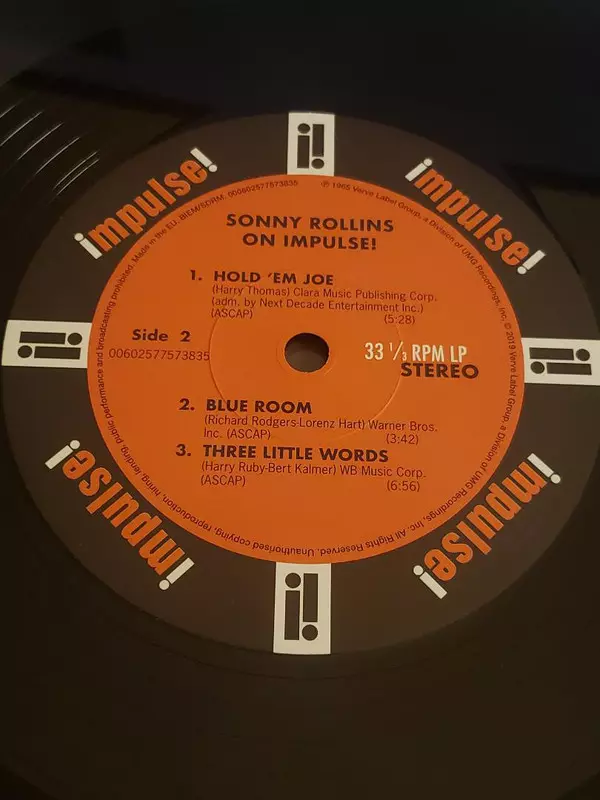 impulse!
impulse!
SONNY ROLLINS
ON IMPULSE!
1. HOLD 'EM JOE
(Harry Thomas) Clara Music Publishing Corp.
(adm. by Next Decade Entertainment Inc.)
(ASCAP) (5:28)
Side 2
00602577573835
33 1/3 RPM LP
STEREO
2. BLUE ROOM
(Richard Rodgers-Lorenz Hart) Warner Bros.
Inc. (ASCAP) (3:42)
3. THREE LITTLE WORDS
(Harry Ruby-Bert Kalmer) WB Music Corp.
(ASCAP) (6:56)
impulse!
impulse!
℗ 1965 Verve Label Group, a Division of UMG Recordings, Inc. © 2019 Verve Label Group, a Division of UMG Recordings, Inc. All Rights Reserved. Unauthorised copying, reproduction, hiring, lending, public performance and broadcasting prohibited. Made in the EU. BIEM/SDRM. 00602577573835